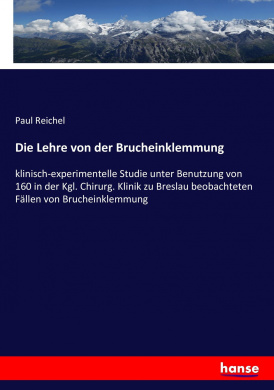 Paul Reichel
Die Lehre von der Brucheinklemmung
klinisch-experimentelle Studie unter Benutzung von
160 in der Kgl. Chirurg. Klinik zu Breslau beobachteten
Fällen von Brucheinklemmung
hanse